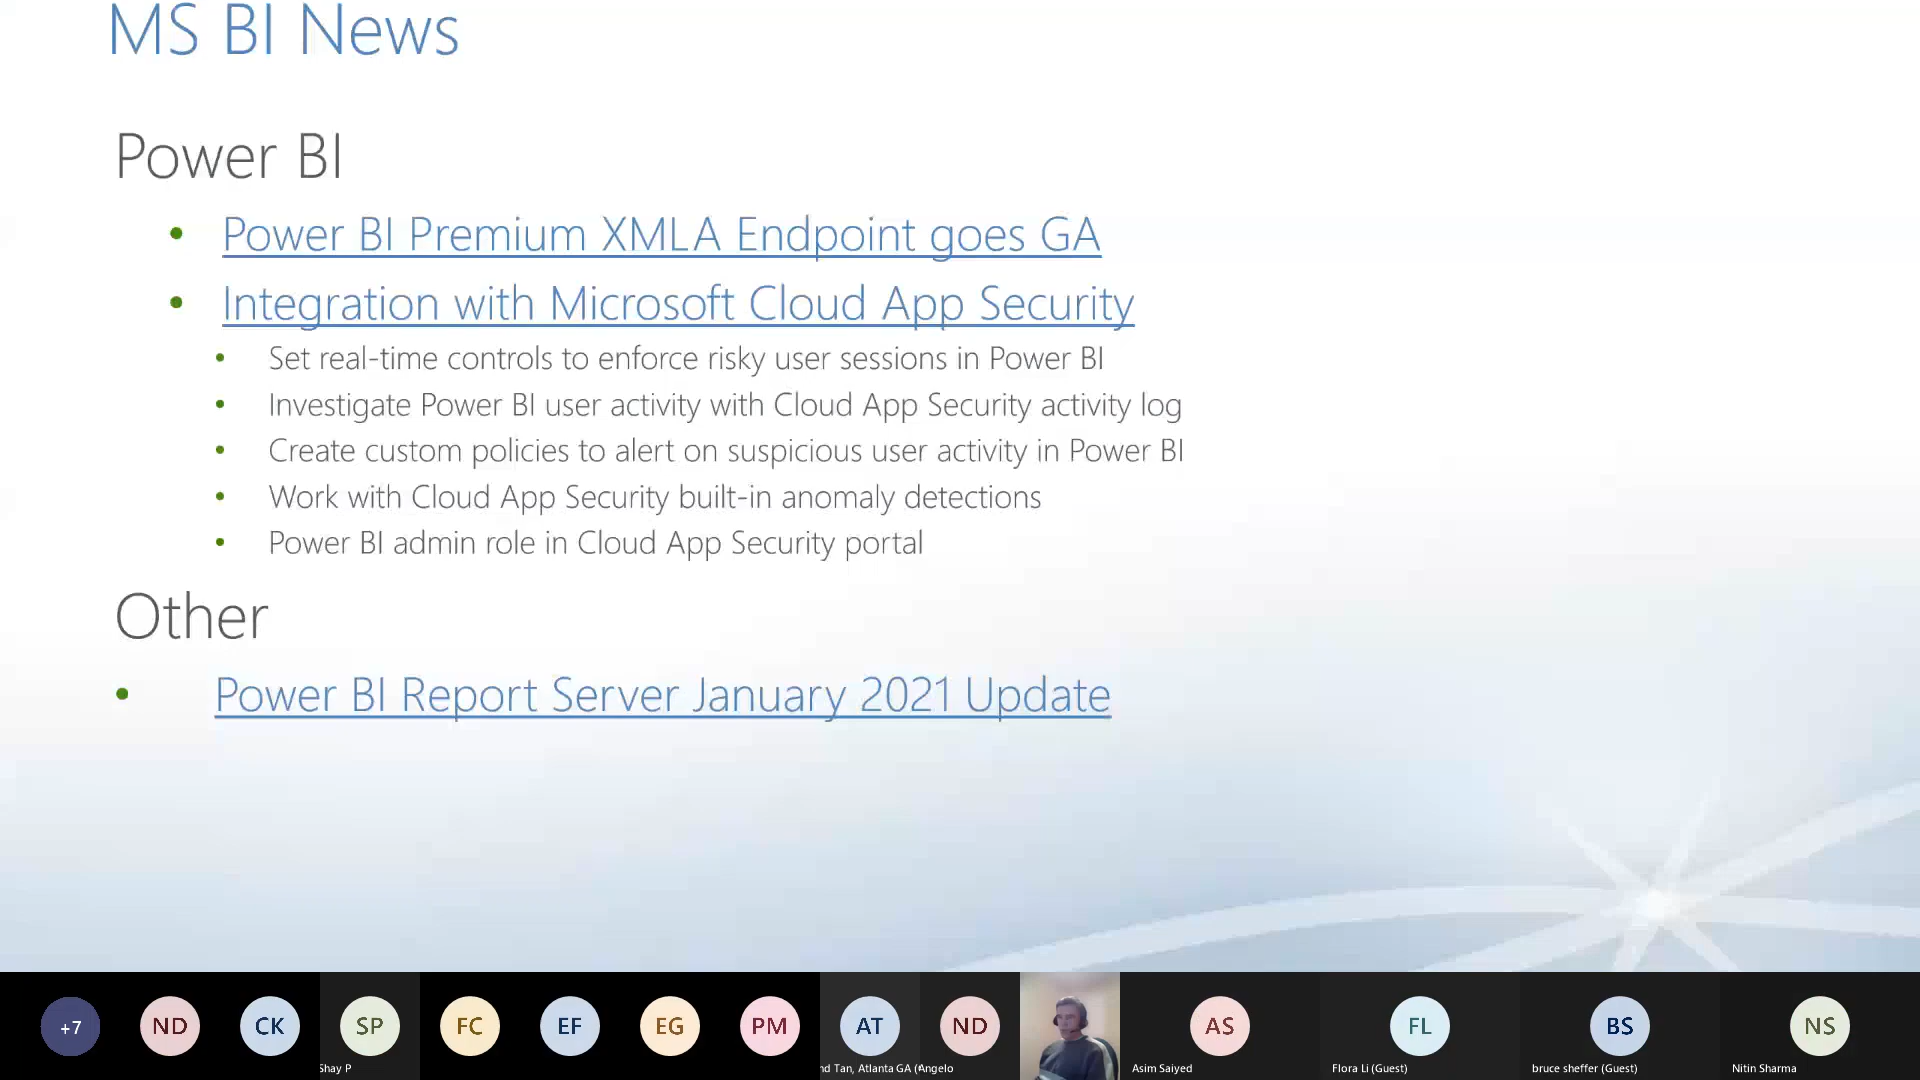 MS BI News
Power BI
• Power BI Premium XMLA Endpoint goes GA
• Integration with Microsoft Cloud App Security
• Set real-time controls to enforce risky user sessions in Power BI
• Investigate Power BI user activity with Cloud App Security activity log
• Create custom policies to alert on suspicious user activity in Power BI
• Work with Cloud App Security built-in anomaly detections
• Power BI admin role in Cloud App Security portal
Other
• Power BI Report Server January 2021 Update
+7 ND CK SP FC EF EG PM AT ND AS FL BS NS
Shay P Tan, Atlanta GA Angelo Asim Saiyed Flora Li (Guest) bruce sheffer (Guest) Nitin Sharma